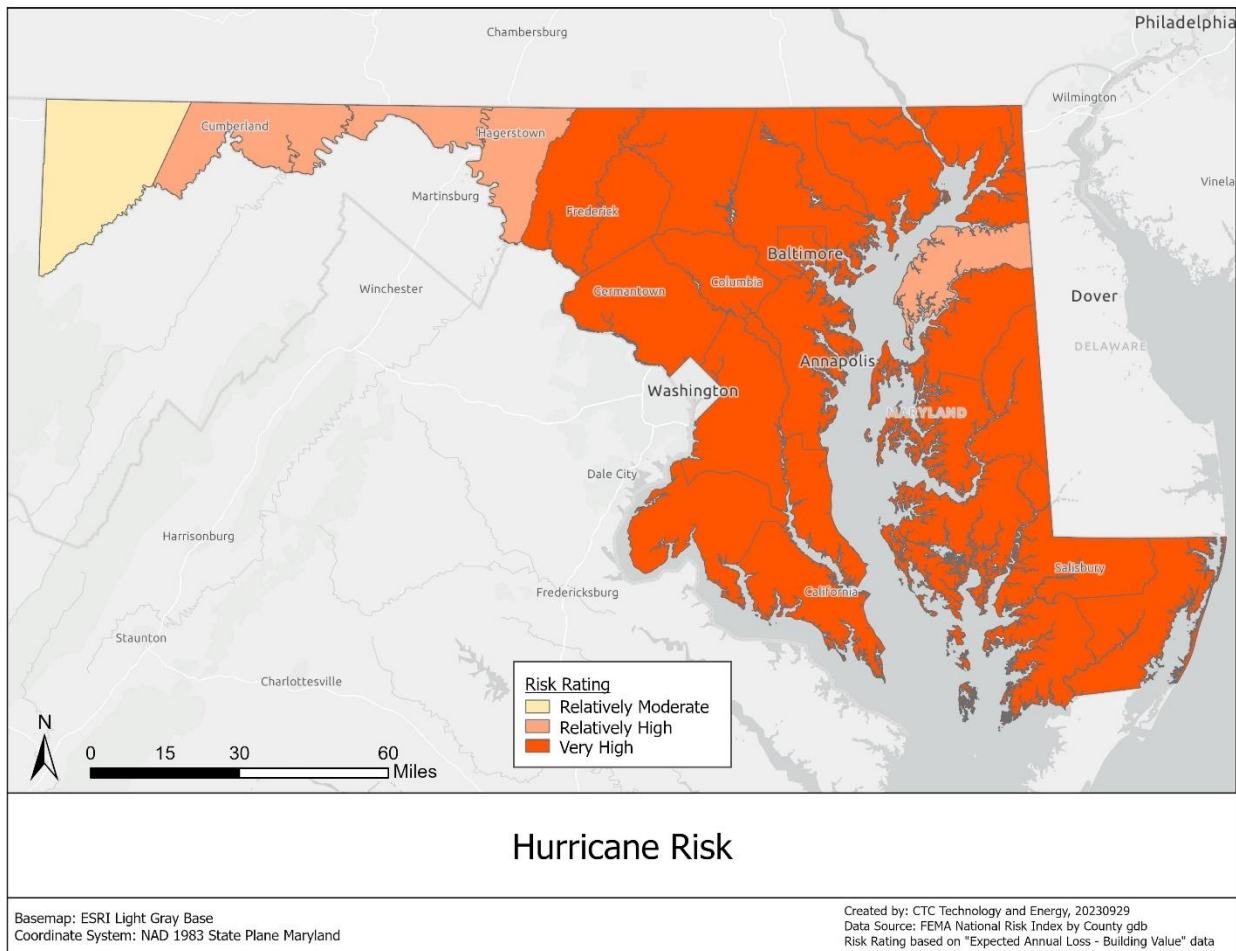 Philadelphia
Chambersburg
Wilmington
Cumberland
Hagerstown
Vinela
Martinsburg
Frederick
Baltimore
Columbia
Winchester
Germantown
Dover
DELAWARE
Annapolis
Washington
MARYLAND
Dale City
Harrisonburg
Salisbury
Fredericksburg
California
Staunton
Charlottesville
Risk Rating
Relatively Moderate
Relatively High
Very High
N
0 15 30 60
Miles
Hurricane Risk
Basemap: ESRI Light Gray Base
Coordinate System: NAD 1983 State Plane Maryland
Created by: CTC Technology and Energy, 20230929
Data Source: FEMA National Risk Index by County gdb
Risk Rating based on "Expected Annual Loss - Building Value" data